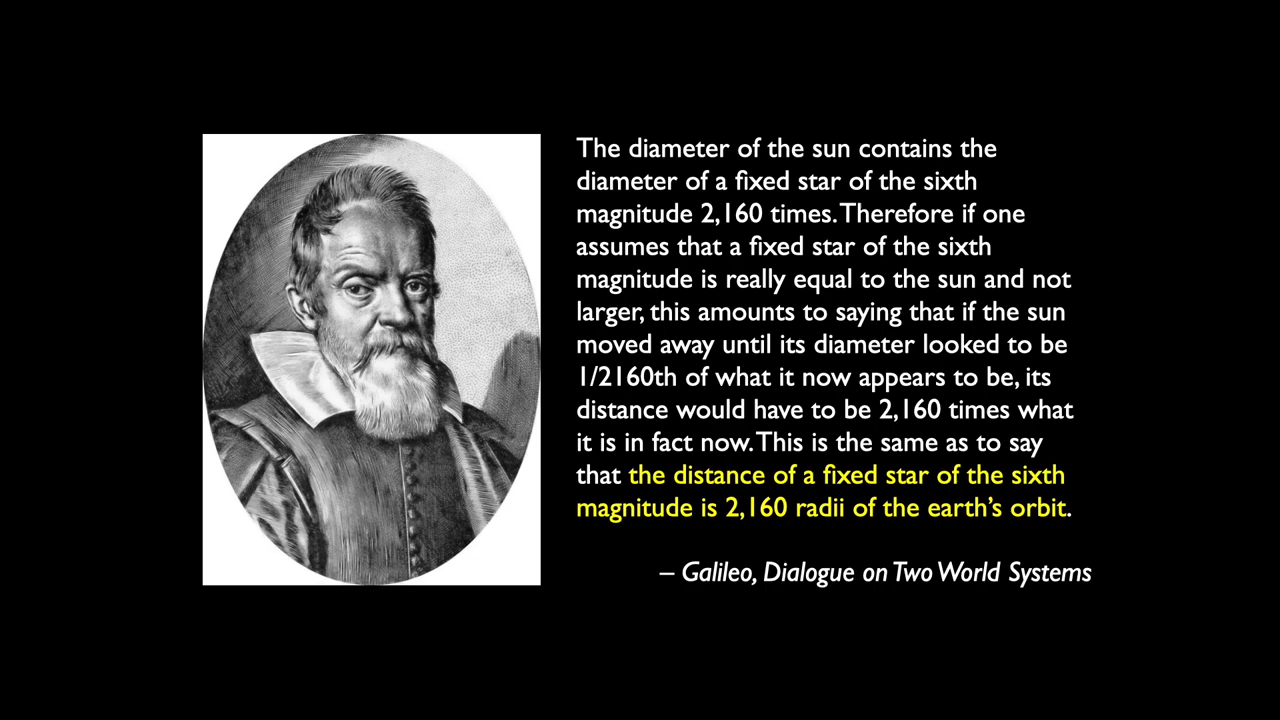 The diameter of the sun contains the
diameter of a fixed star of the sixth
magnitude 2,160 times. Therefore if one
assumes that a fixed star of the sixth
magnitude is really equal to the sun and not
larger, this amounts to saying that if the sun
moved away until its diameter looked to be
1/2160th of what it now appears to be, its
distance would have to be 2,160 times what
it is in fact now. This is the same as to say
that the distance of a fixed star of the sixth
magnitude is 2,160 radii of the earth’s orbit.
– Galileo, Dialogue on Two World Systems